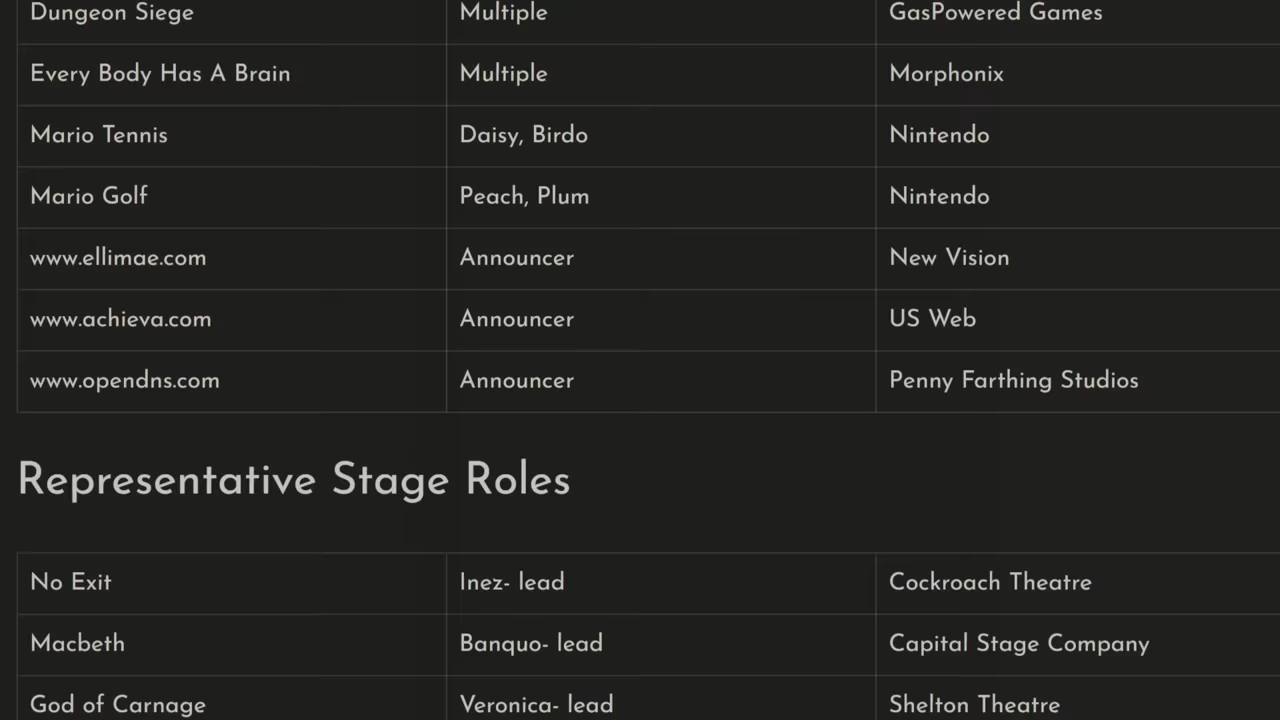 Dungeon Siege Multiple GasPowered Games
Every Body Has A Brain Multiple Morphonix
Mario Tennis Daisy, Birdo Nintendo
Mario Golf Peach, Plum Nintendo
www.ellimae.com Announcer New Vision
www.achieva.com Announcer US Web
www.opendns.com Announcer Penny Farthing Studios
Representative Stage Roles
No Exit Inez- lead Cockroach Theatre
Macbeth Banquo- lead Capital Stage Company
God of Carnage Veronica- lead Shelton Theatre